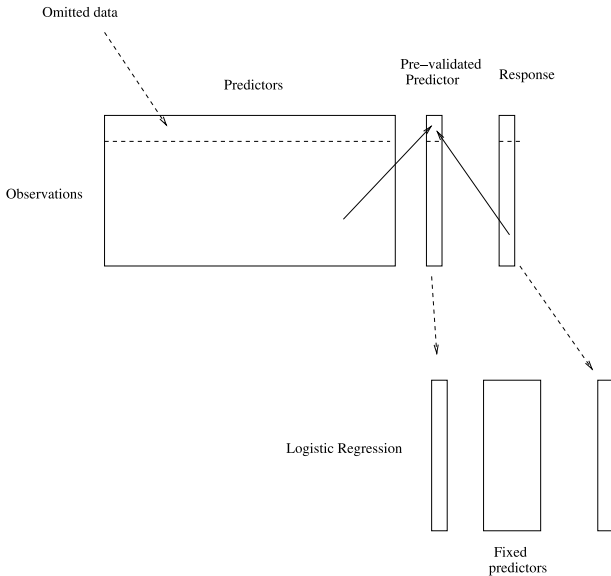 Omitted data
Predictors
Pre-validated
Predictor
Response
Observations
Logistic Regression
Fixed
predictors